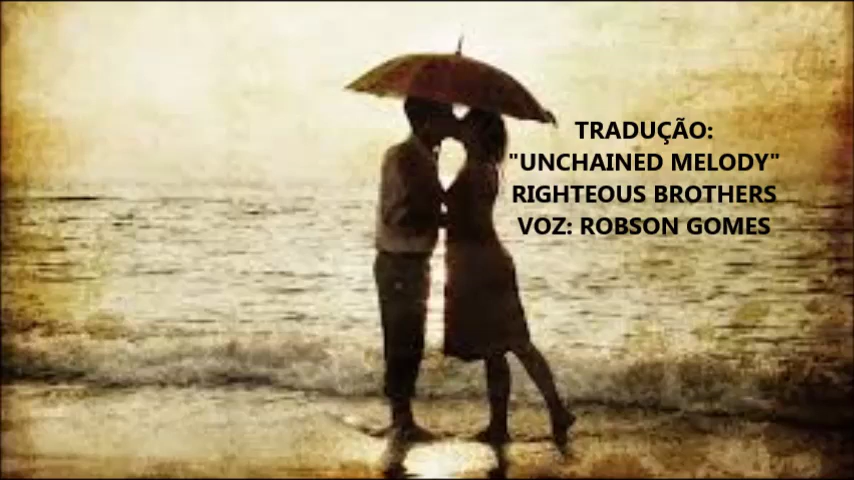 TRADUÇÃO:
"UNCHAINED MELODY"
RIGHTEOUS BROTHERS
VOZ: ROBSON GOMES